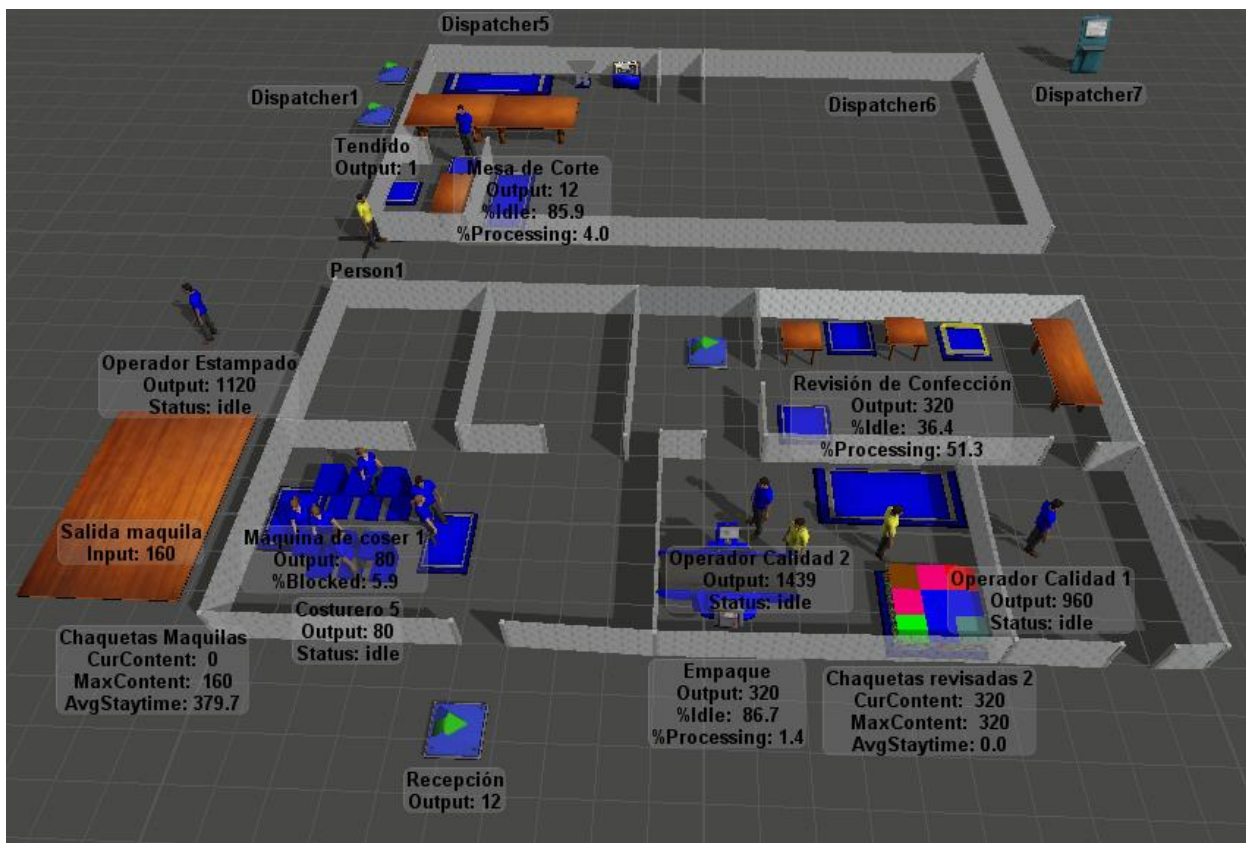 Dispatcher5
Dispatcher1
Dispatcher6
Dispatcher7
Tendido
Output: 1
Mesa de Corte
Output: 12
%Idle: 85.9
%Processing: 4.0
Person1
Operador Estampado
Output: 1120
Status: idle
Revisión de Confección
Output: 320
%Idle: 36.4
%Processing: 51.3
Salida maquila
Input: 160
Máquina de coser 1
Output: 80
%Blocked: 5.9
Operador Calidad 2
Output: 1439
Status: idle
Operador Calidad 1
Output: 960
Status: idle
Costurero 5
Output: 80
Status: idle
Chaquetas Maquilas
CurContent: 0
MaxContent: 160
AvgStaytime: 379.7
Empaque
Output: 320
%Idle: 86.7
%Processing: 1.4
Chaquetas revisadas 2
CurContent: 320
MaxContent: 320
AvgStaytime: 0.0
Recepción
Output: 12